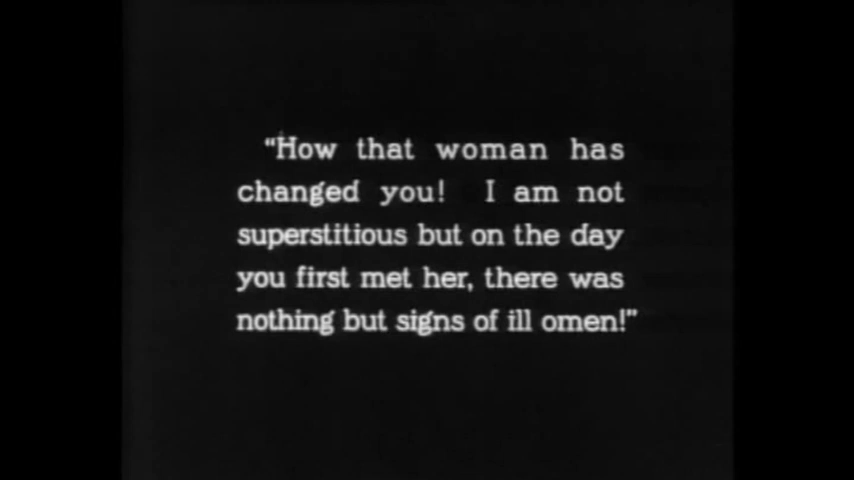 "How that woman has
changed you! I am not
superstitious but on the day
you first met her, there was
nothing but signs of ill omen!"